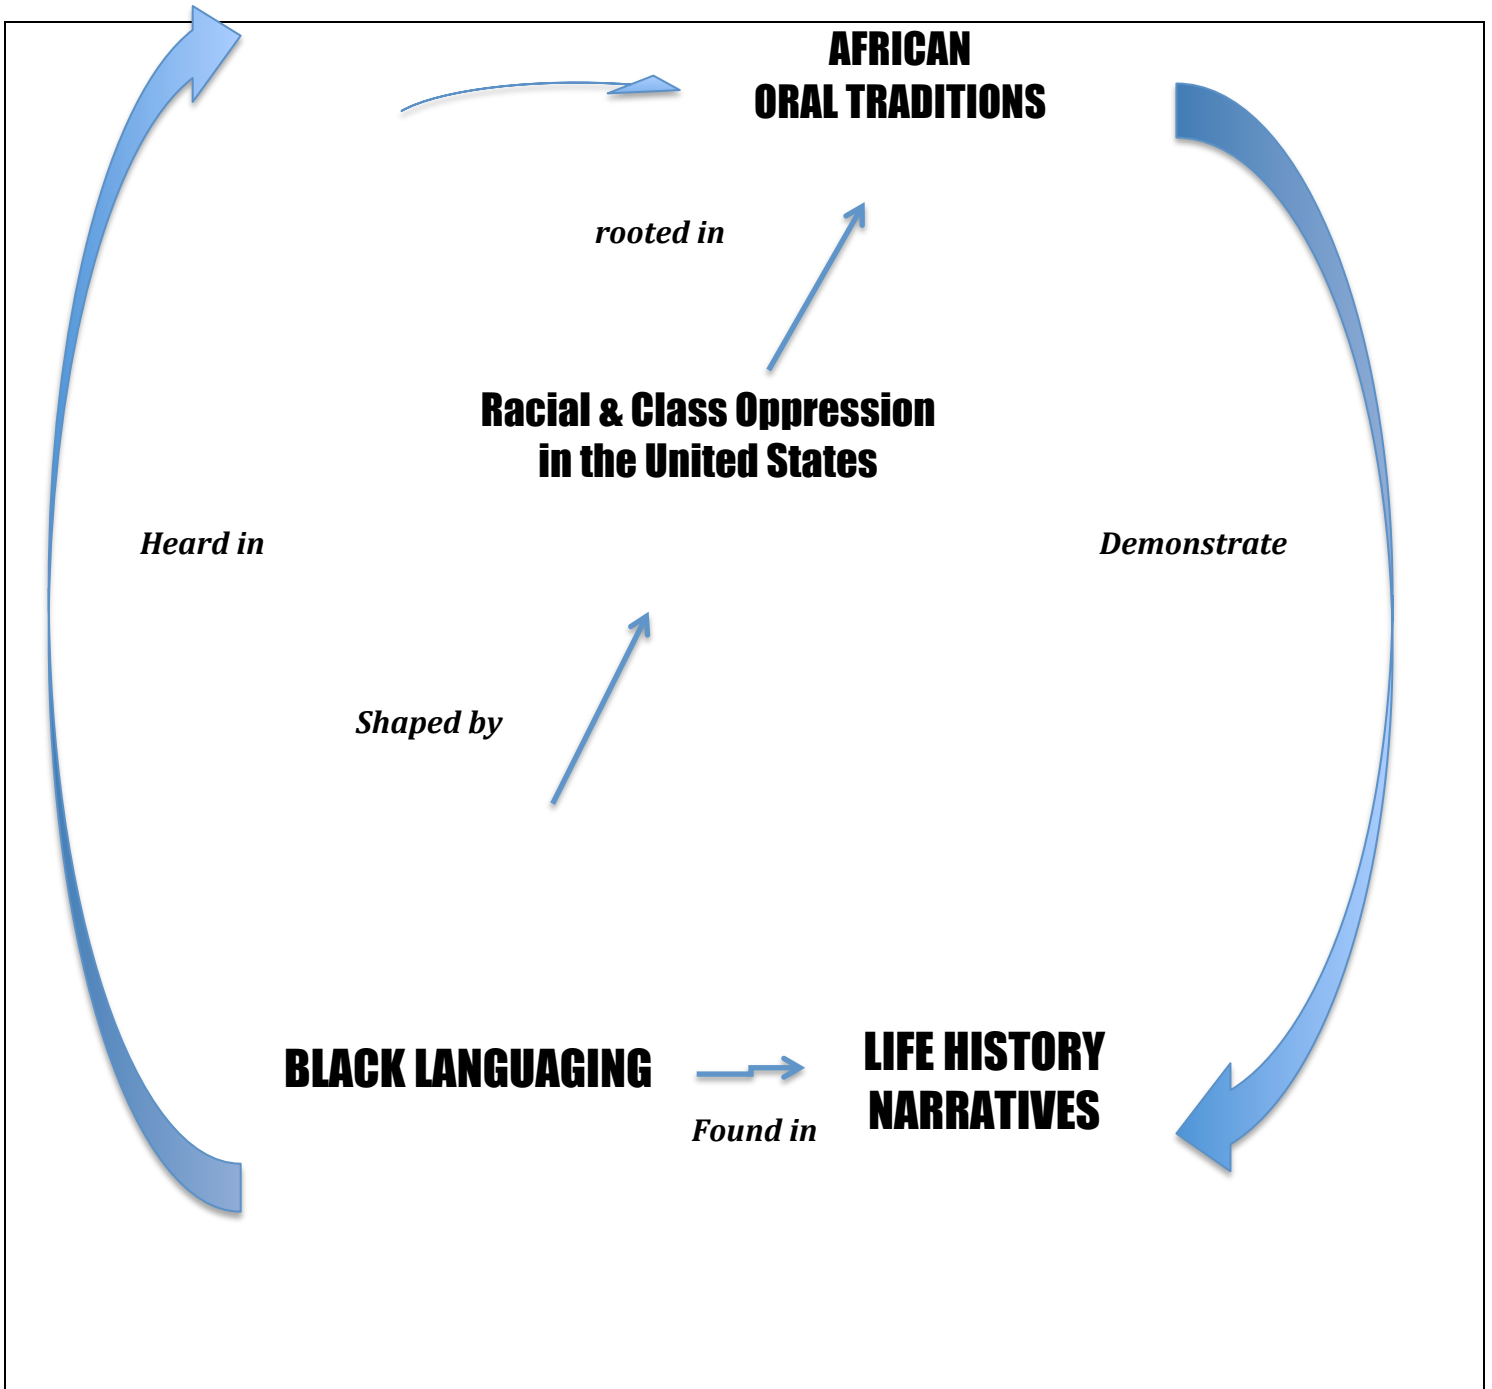 AFRICAN
ORAL TRADITIONS
rooted in
Racial & Class Oppression
in the United States
Heard in
Demonstrate
Shaped by
BLACK LANGUAGING
LIFE HISTORY
NARRATIVES
Found in